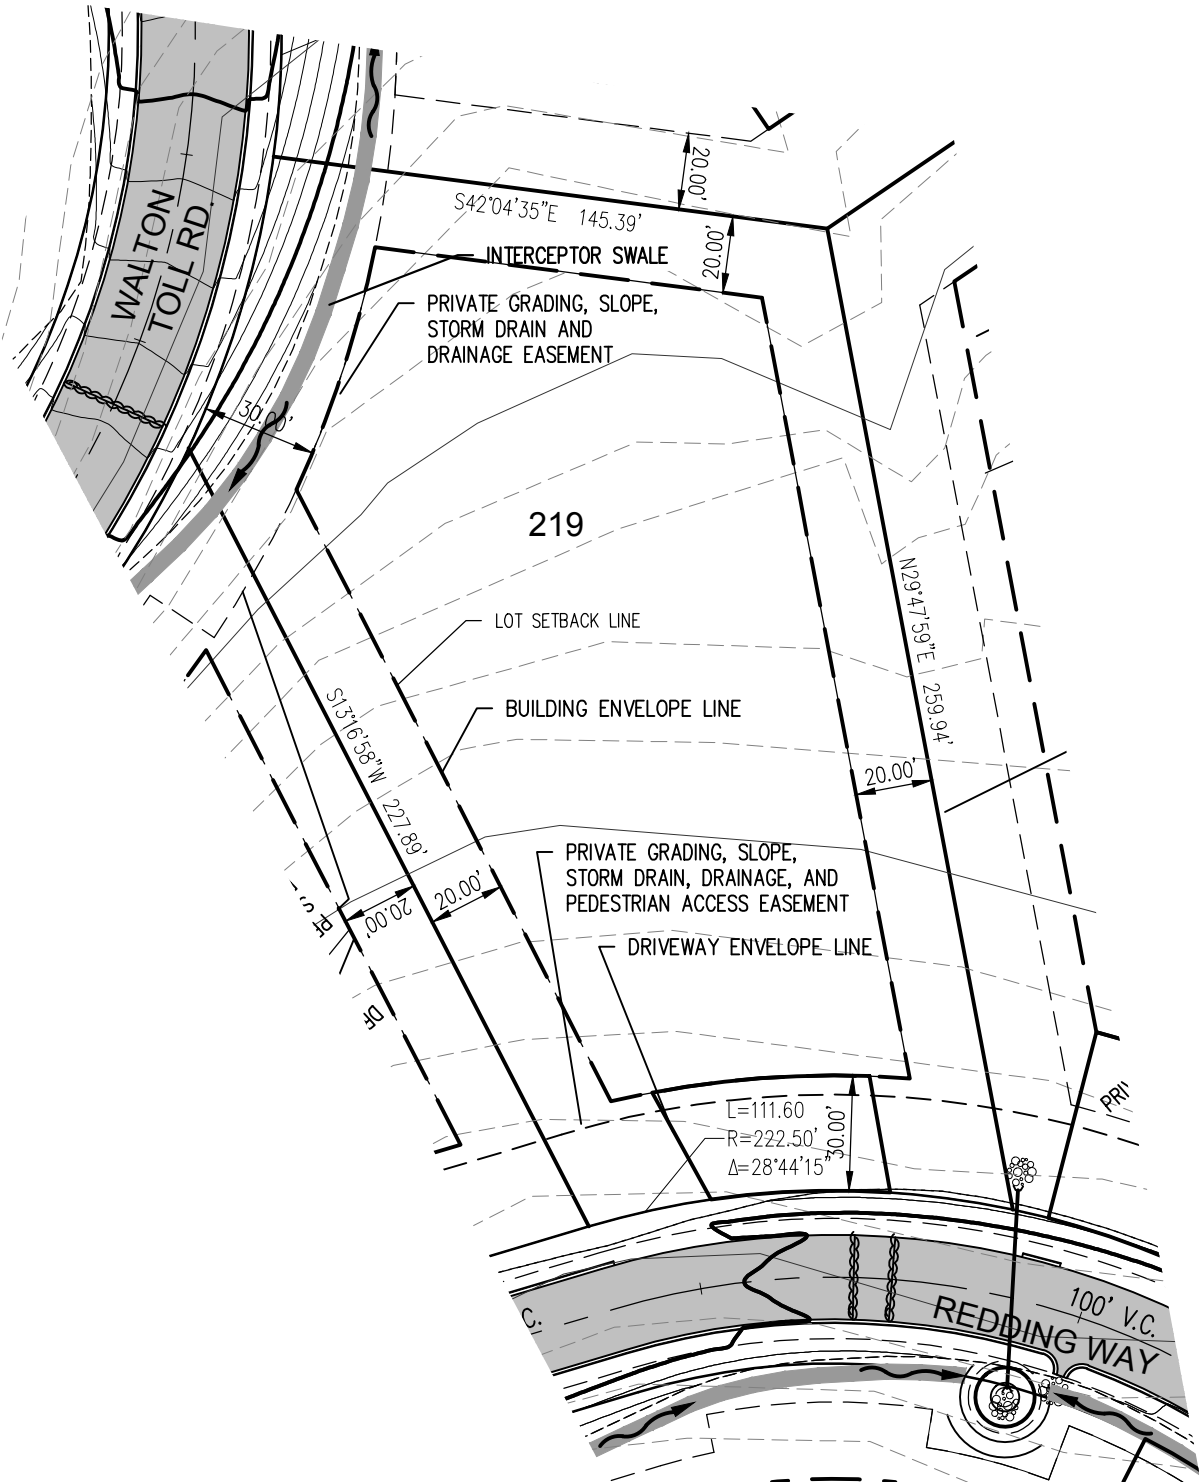 WALTON
TOLL RD.
20.00'
S42°04'35"E 145.39'
20.00'
INTERCEPTOR SWALE
PRIVATE GRADING, SLOPE,
STORM DRAIN AND
DRAINAGE EASEMENT
30.00'
219
N29°47'59"E 259.94'
LOT SETBACK LINE
S13°16'58"W 227.89'
BUILDING ENVELOPE LINE
20.00'
PRIVATE GRADING, SLOPE,
STORM DRAIN, DRAINAGE, AND
PEDESTRIAN ACCESS EASEMENT
20.00'
20.00'
DRIVEWAY ENVELOPE LINE
PRI
L=111.60
R=222.50'
Δ=28°44'15"
30.00'
C.
100' V.C.
REDDING WAY